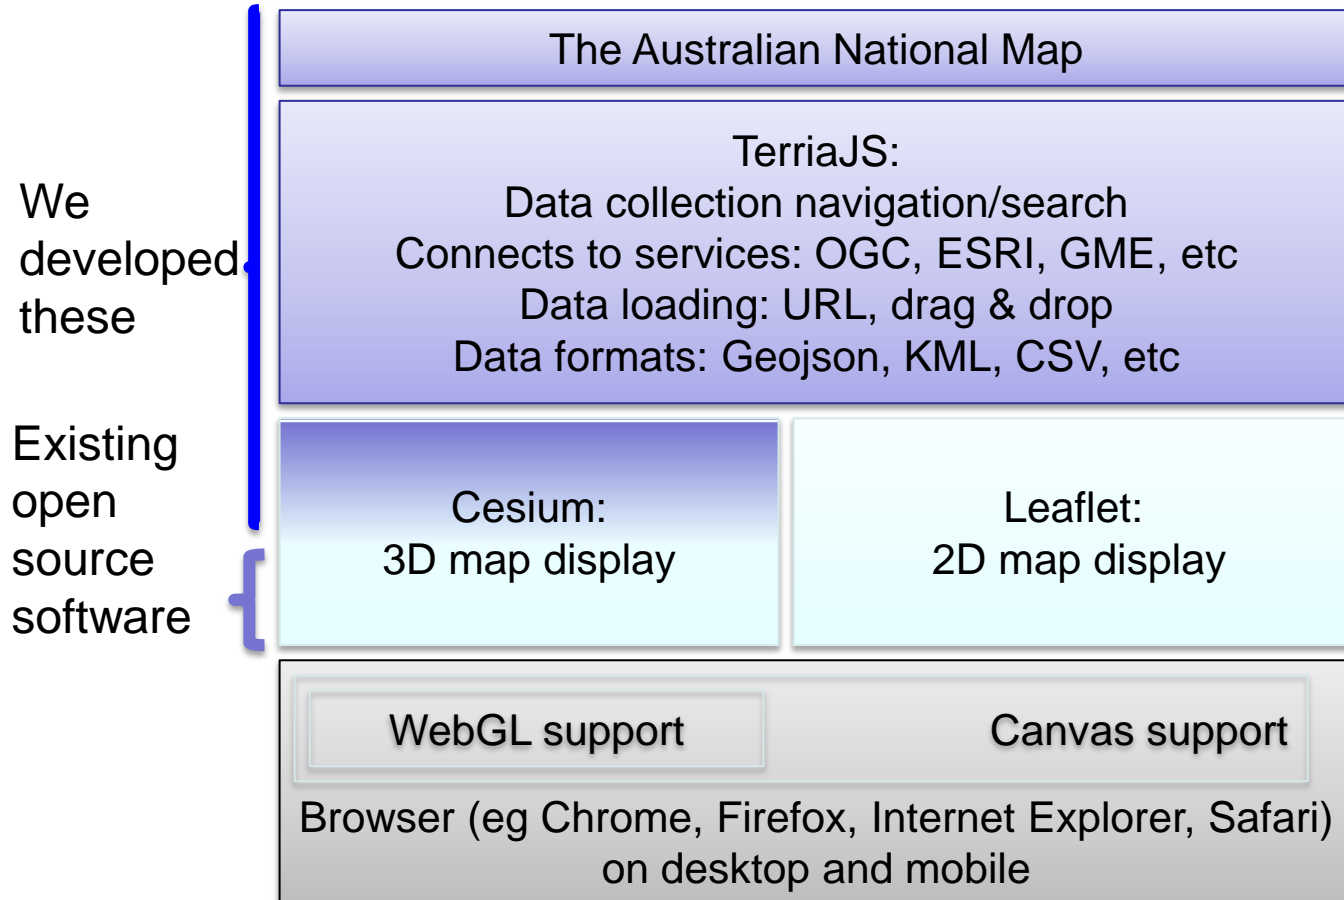 The Australian National Map
TerriaJS:
Data collection navigation/search
Connects to services: OGC, ESRI, GME, etc
Data loading: URL, drag & drop
Data formats: Geojson, KML, CSV, etc
We
developed
these
Existing
open
source
software
Cesium:
3D map display
Leaflet:
2D map display
WebGL support
Canvas support
Browser (eg Chrome, Firefox, Internet Explorer, Safari)
on desktop and mobile